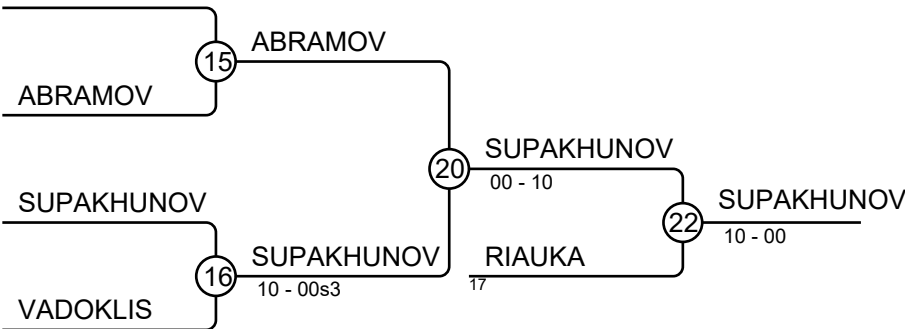 15
ABRAMOV
ABRAMOV
20
SUPAKHUNOV
00 - 10
SUPAKHUNOV
22
SUPAKHUNOV
10 - 00
16
SUPAKHUNOV
10 - 00s3
RIAUKA
17
VADOKLIS